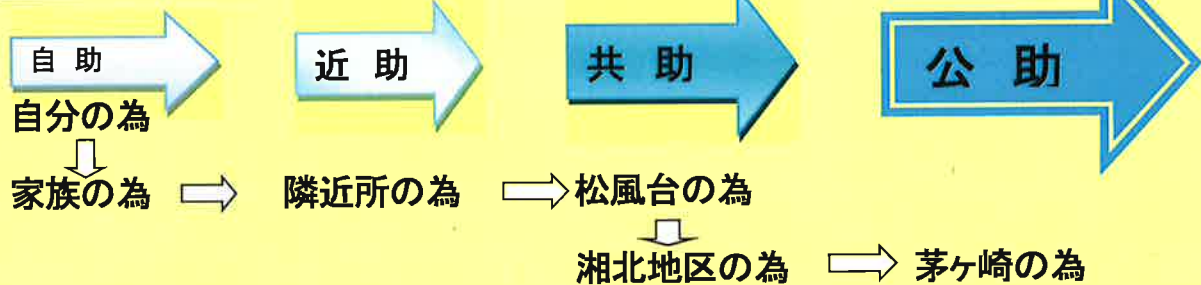 自助
近助
共助
公助
自分の為
家族の為
隣近所の為
松風台の為
湘北地区の為
茅ヶ崎の為